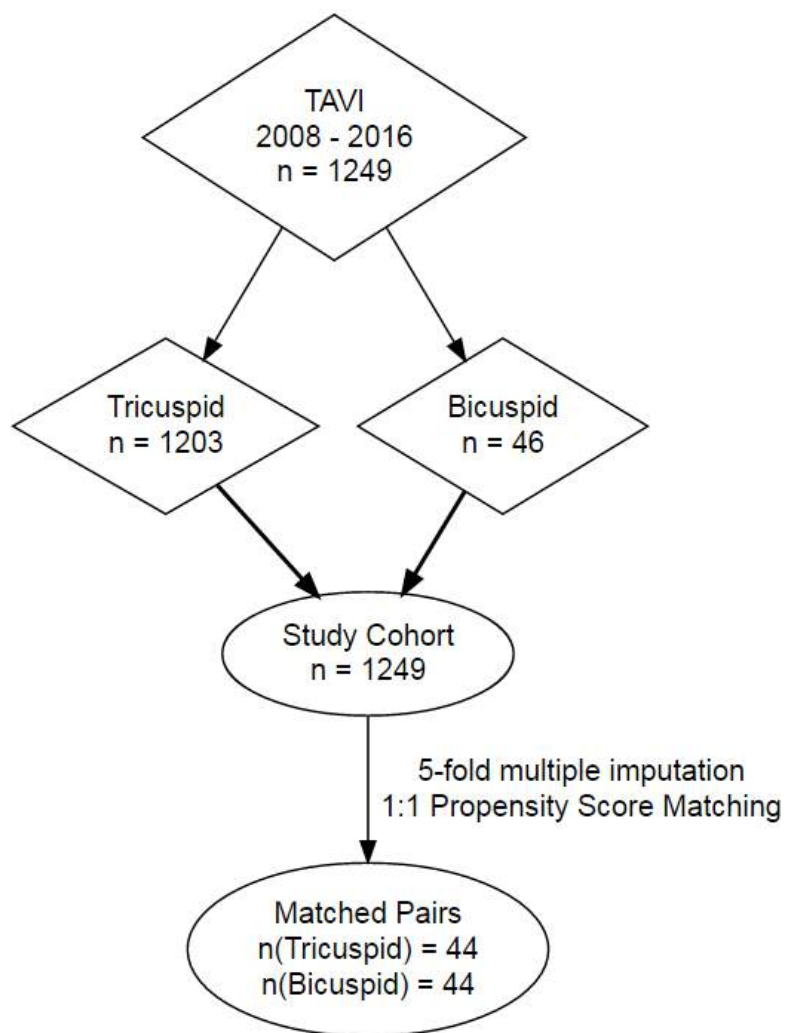 TAVI
2008 - 2016
n = 1249
Tricuspid
n = 1203
Bicuspid
n = 46
Study Cohort
n = 1249
5-fold multiple imputation
1:1 Propensity Score Matching
Matched Pairs
n(Tricuspid) = 44
n(Bicuspid) = 44